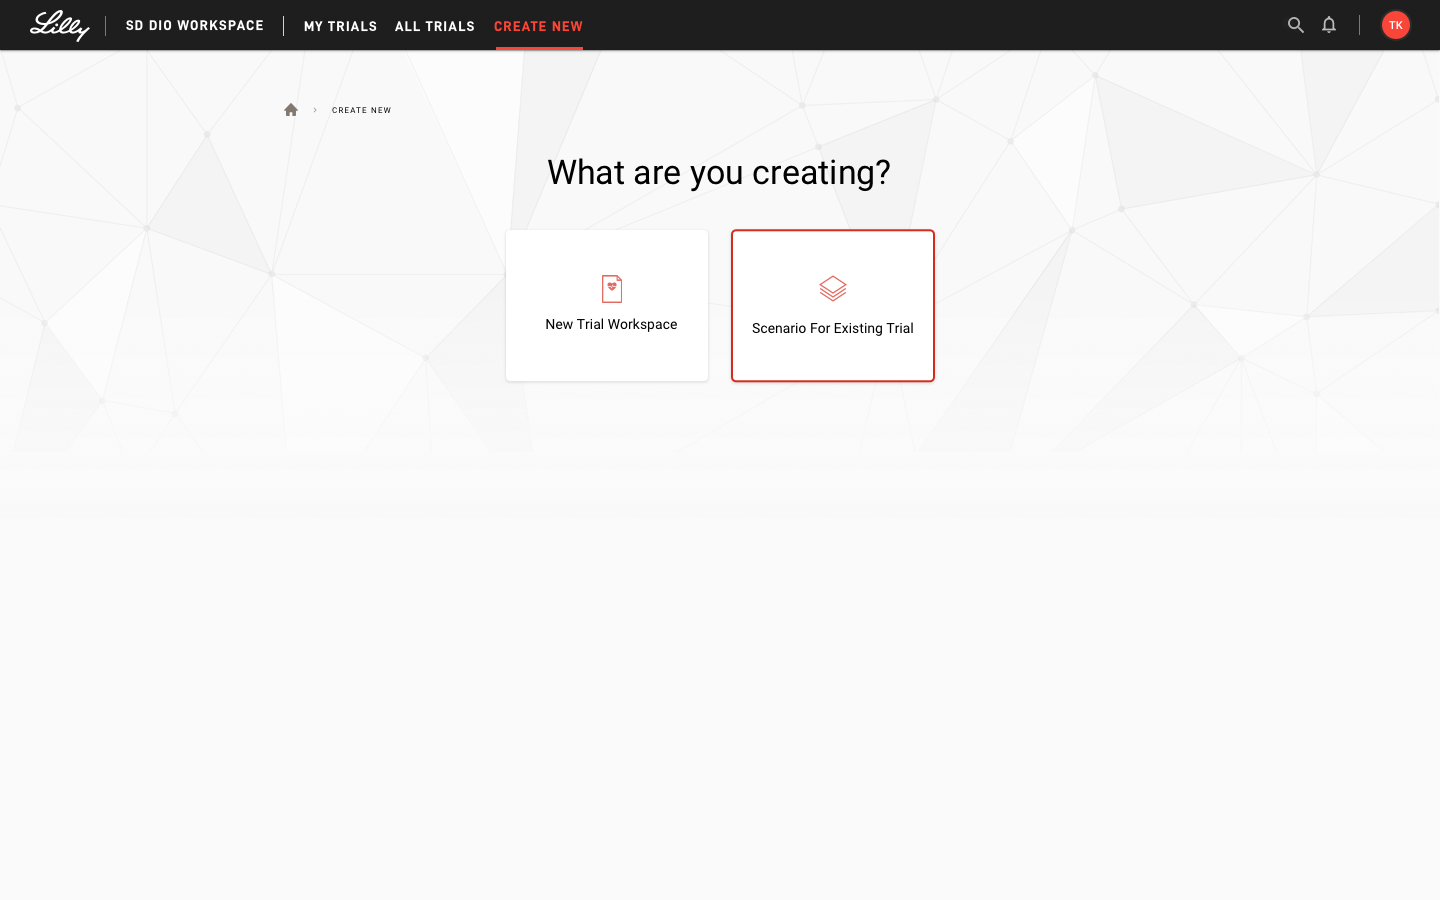 Lilly
SD DIO WORKSPACE
MY TRIALS
ALL TRIALS
CREATE NEW
TK
CREATE NEW
What are you creating?
New Trial Workspace
Scenario For Existing Trial